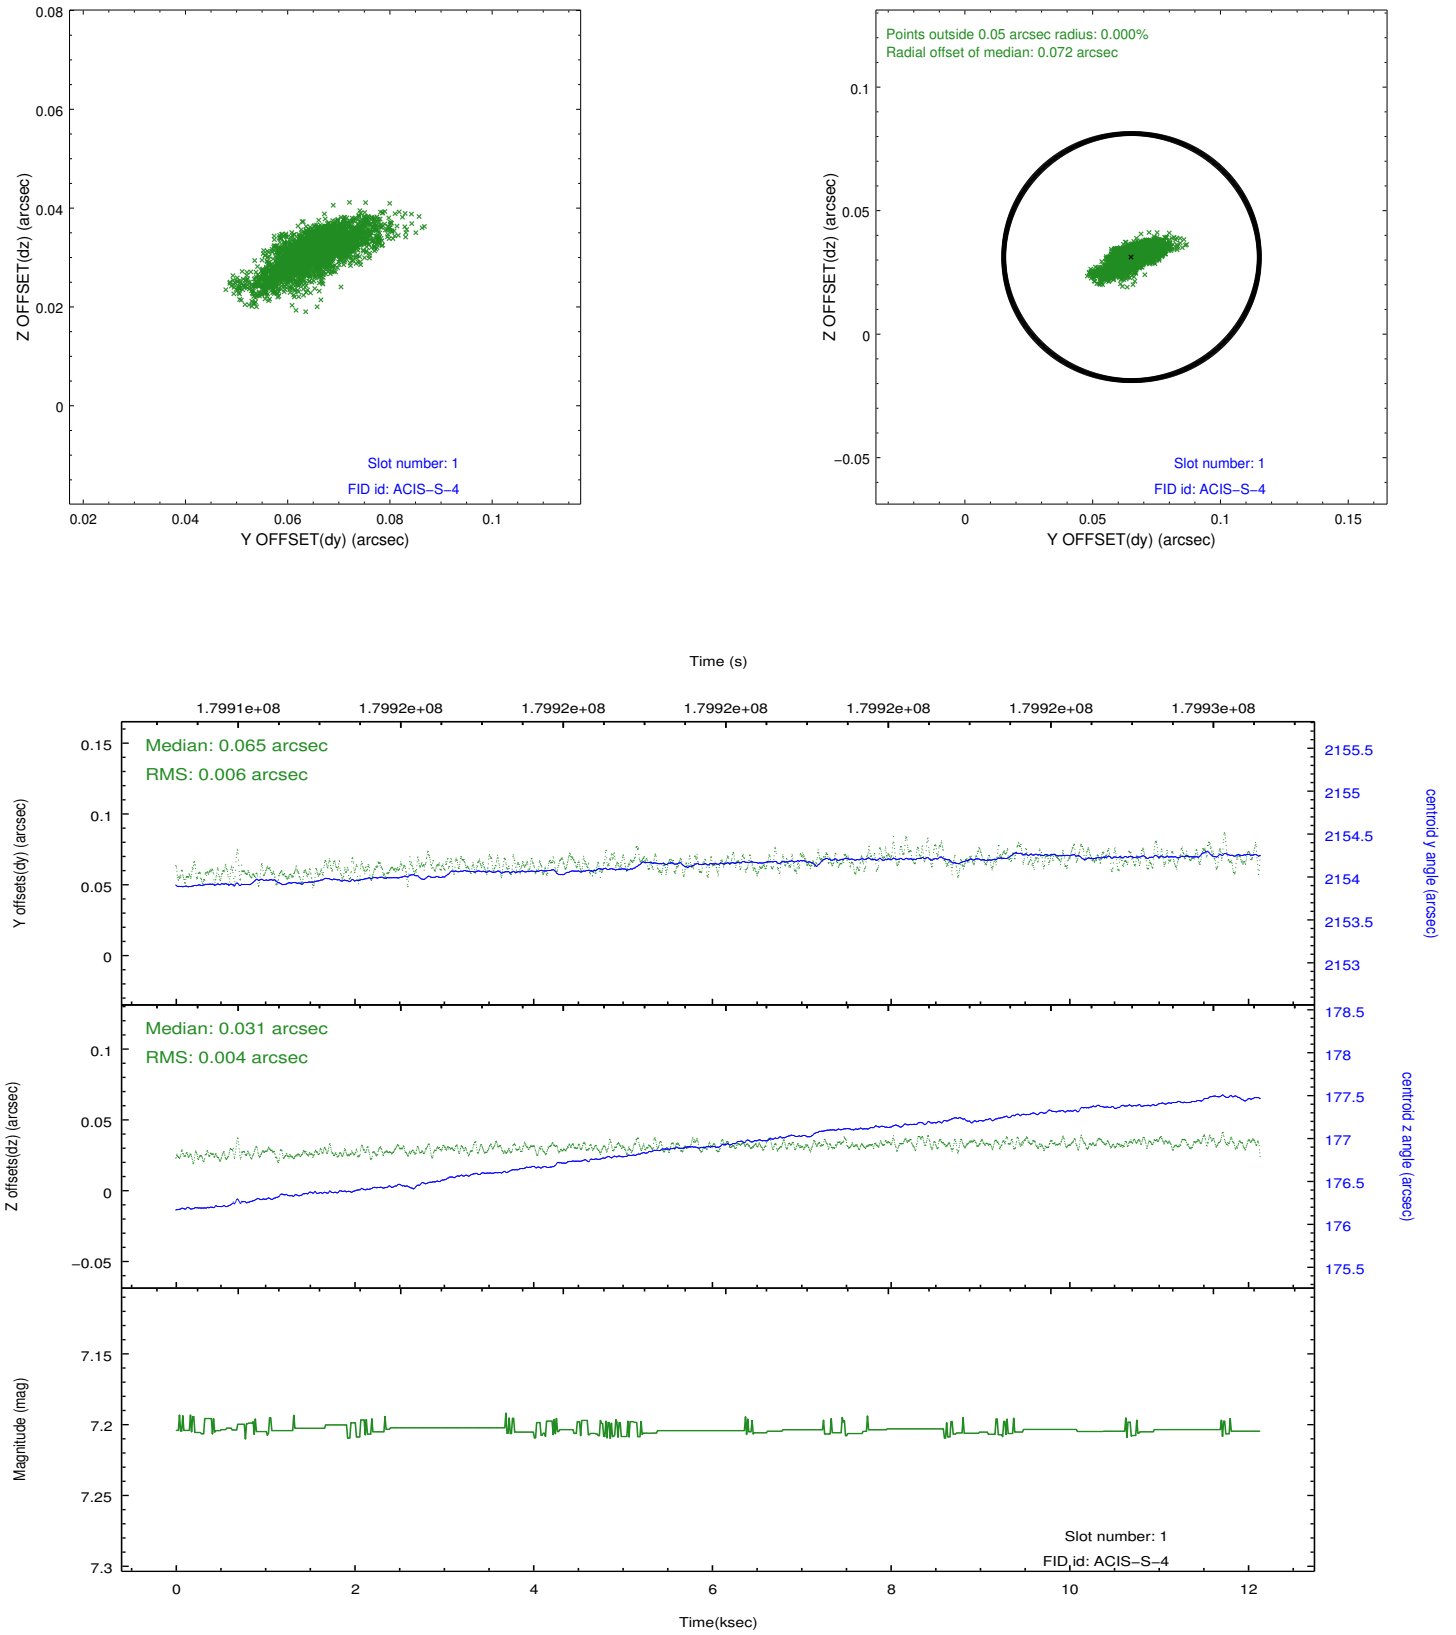 0.08
0.06
0.04
0.02
0
Z OFFSET(dz) (arcsec)
Slot number: 1
FID id: ACIS−S−4
0.02 0.04 0.06 0.08 0.1
Y OFFSET(dy) (arcsec)
Points outside 0.05 arcsec radius: 0.000%
Radial offset of median: 0.072 arcsec
0.1
0.05
0
−0.05
Z OFFSET(dz) (arcsec)
Slot number: 1
FID id: ACIS−S−4
0 0.05 0.1 0.15
Y OFFSET(dy) (arcsec)
Time (s)
1.7991e+08 1.7992e+08 1.7992e+08 1.7992e+08 1.7992e+08 1.7992e+08 1.7993e+08
Median: 0.065 arcsec
RMS: 0.006 arcsec
0.15
0.1
0.05
0
Y offsets(dy) (arcsec)
2155.5
2155
2154.5
2154
2153.5
2153
centroid y angle (arcsec)
Median: 0.031 arcsec
RMS: 0.004 arcsec
0.1
0.05
0
−0.05
Z offsets(dz) (arcsec)
178.5
178
177.5
177
176.5
176
175.5
centroid z angle (arcsec)
7.15
7.2
7.25
7.3
Magnitude (mag)
Slot number: 1
FID id: ACIS−S−4
0 2 4 6 8 10 12
Time(ksec)